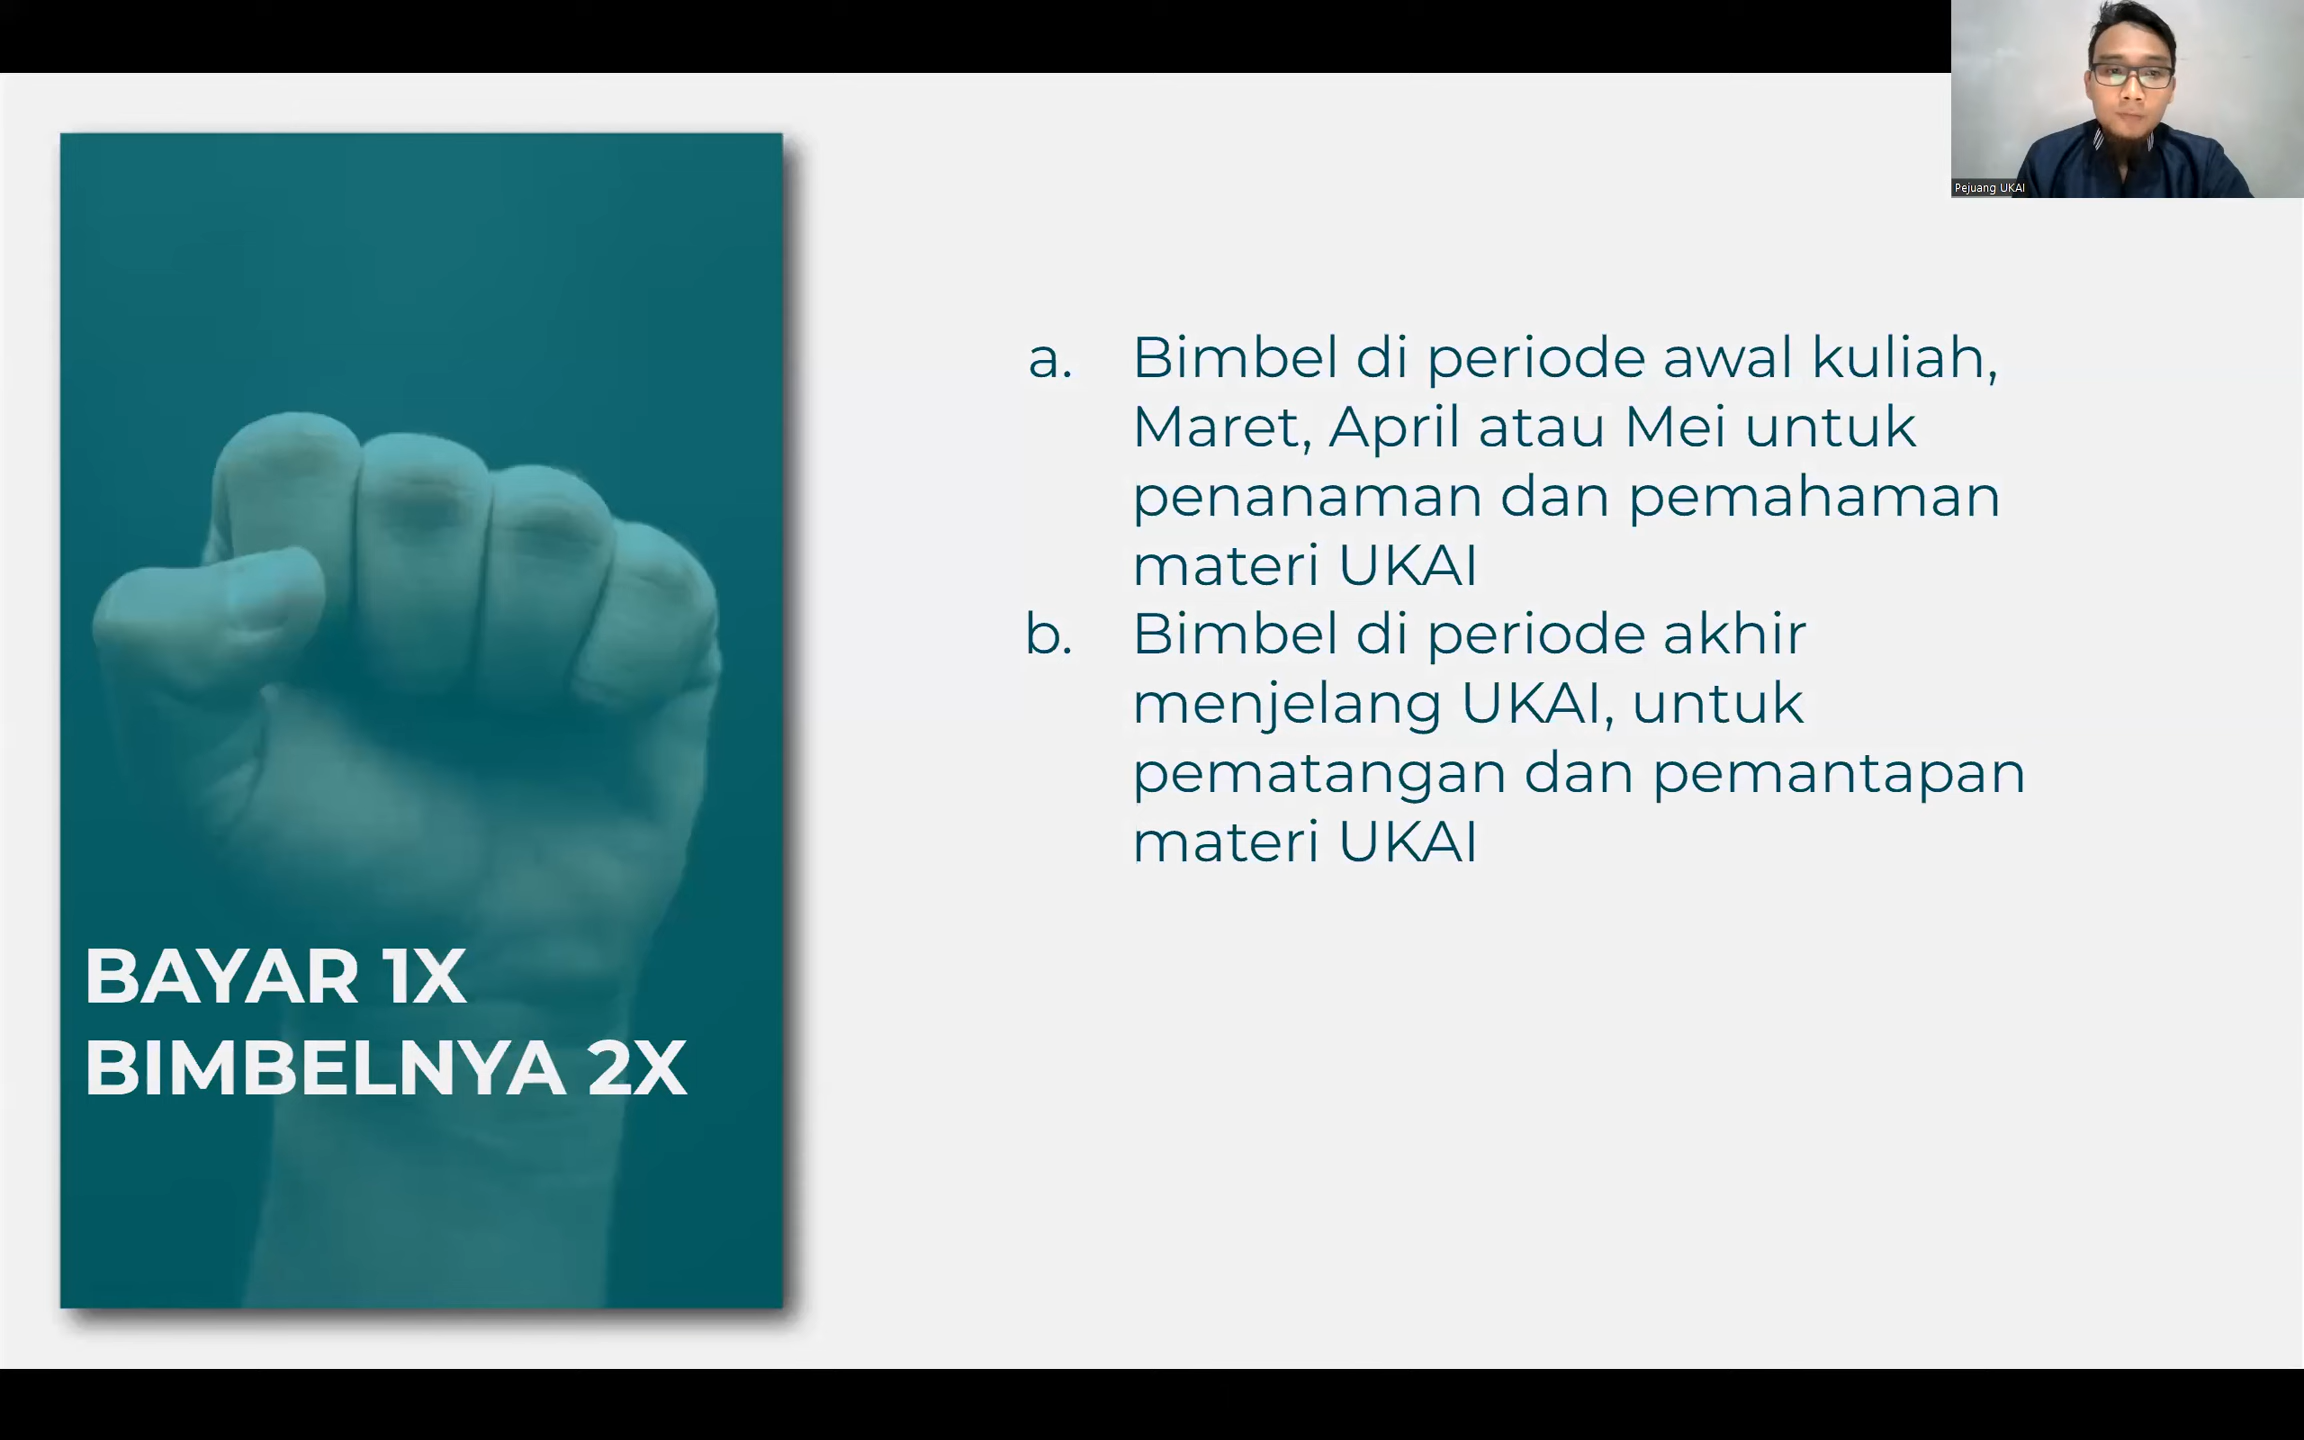 Pejuang UKAI
a. Bimbel di periode awal kuliah,
Maret, April atau Mei untuk
penanaman dan pemahaman
materi UKAI
b. Bimbel di periode akhir
menjelang UKAI, untuk
pematangan dan pemantapan
materi UKAI
BAYAR 1X
BIMBELNYA 2X